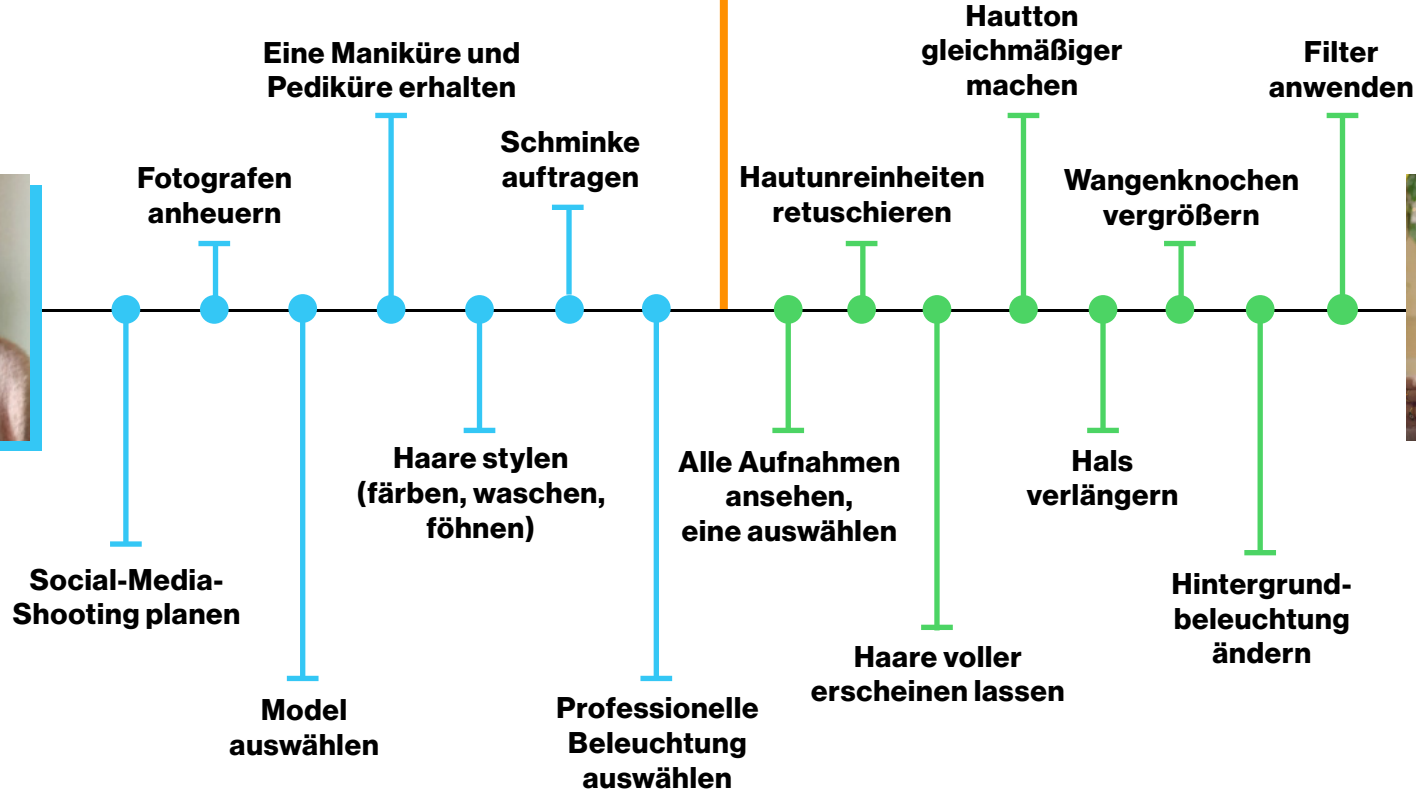 Social-Media-
Shooting planen
Fotografen
anheuern
Model
auswählen
Eine Maniküre und
Pediküre erhalten
Haare stylen
(färben, waschen,
föhnen)
Schminke
auftragen
Professionelle
Beleuchtung
auswählen
Alle Aufnahmen
ansehen,
eine auswählen
Hautunreinheiten
retuschieren
Haare voller
erscheinen lassen
Hautton
gleichmäßiger
machen
Hals
verlängern
Wangenknochen
vergrößern
Hintergrund-
beleuchtung
ändern
Filter
anwenden